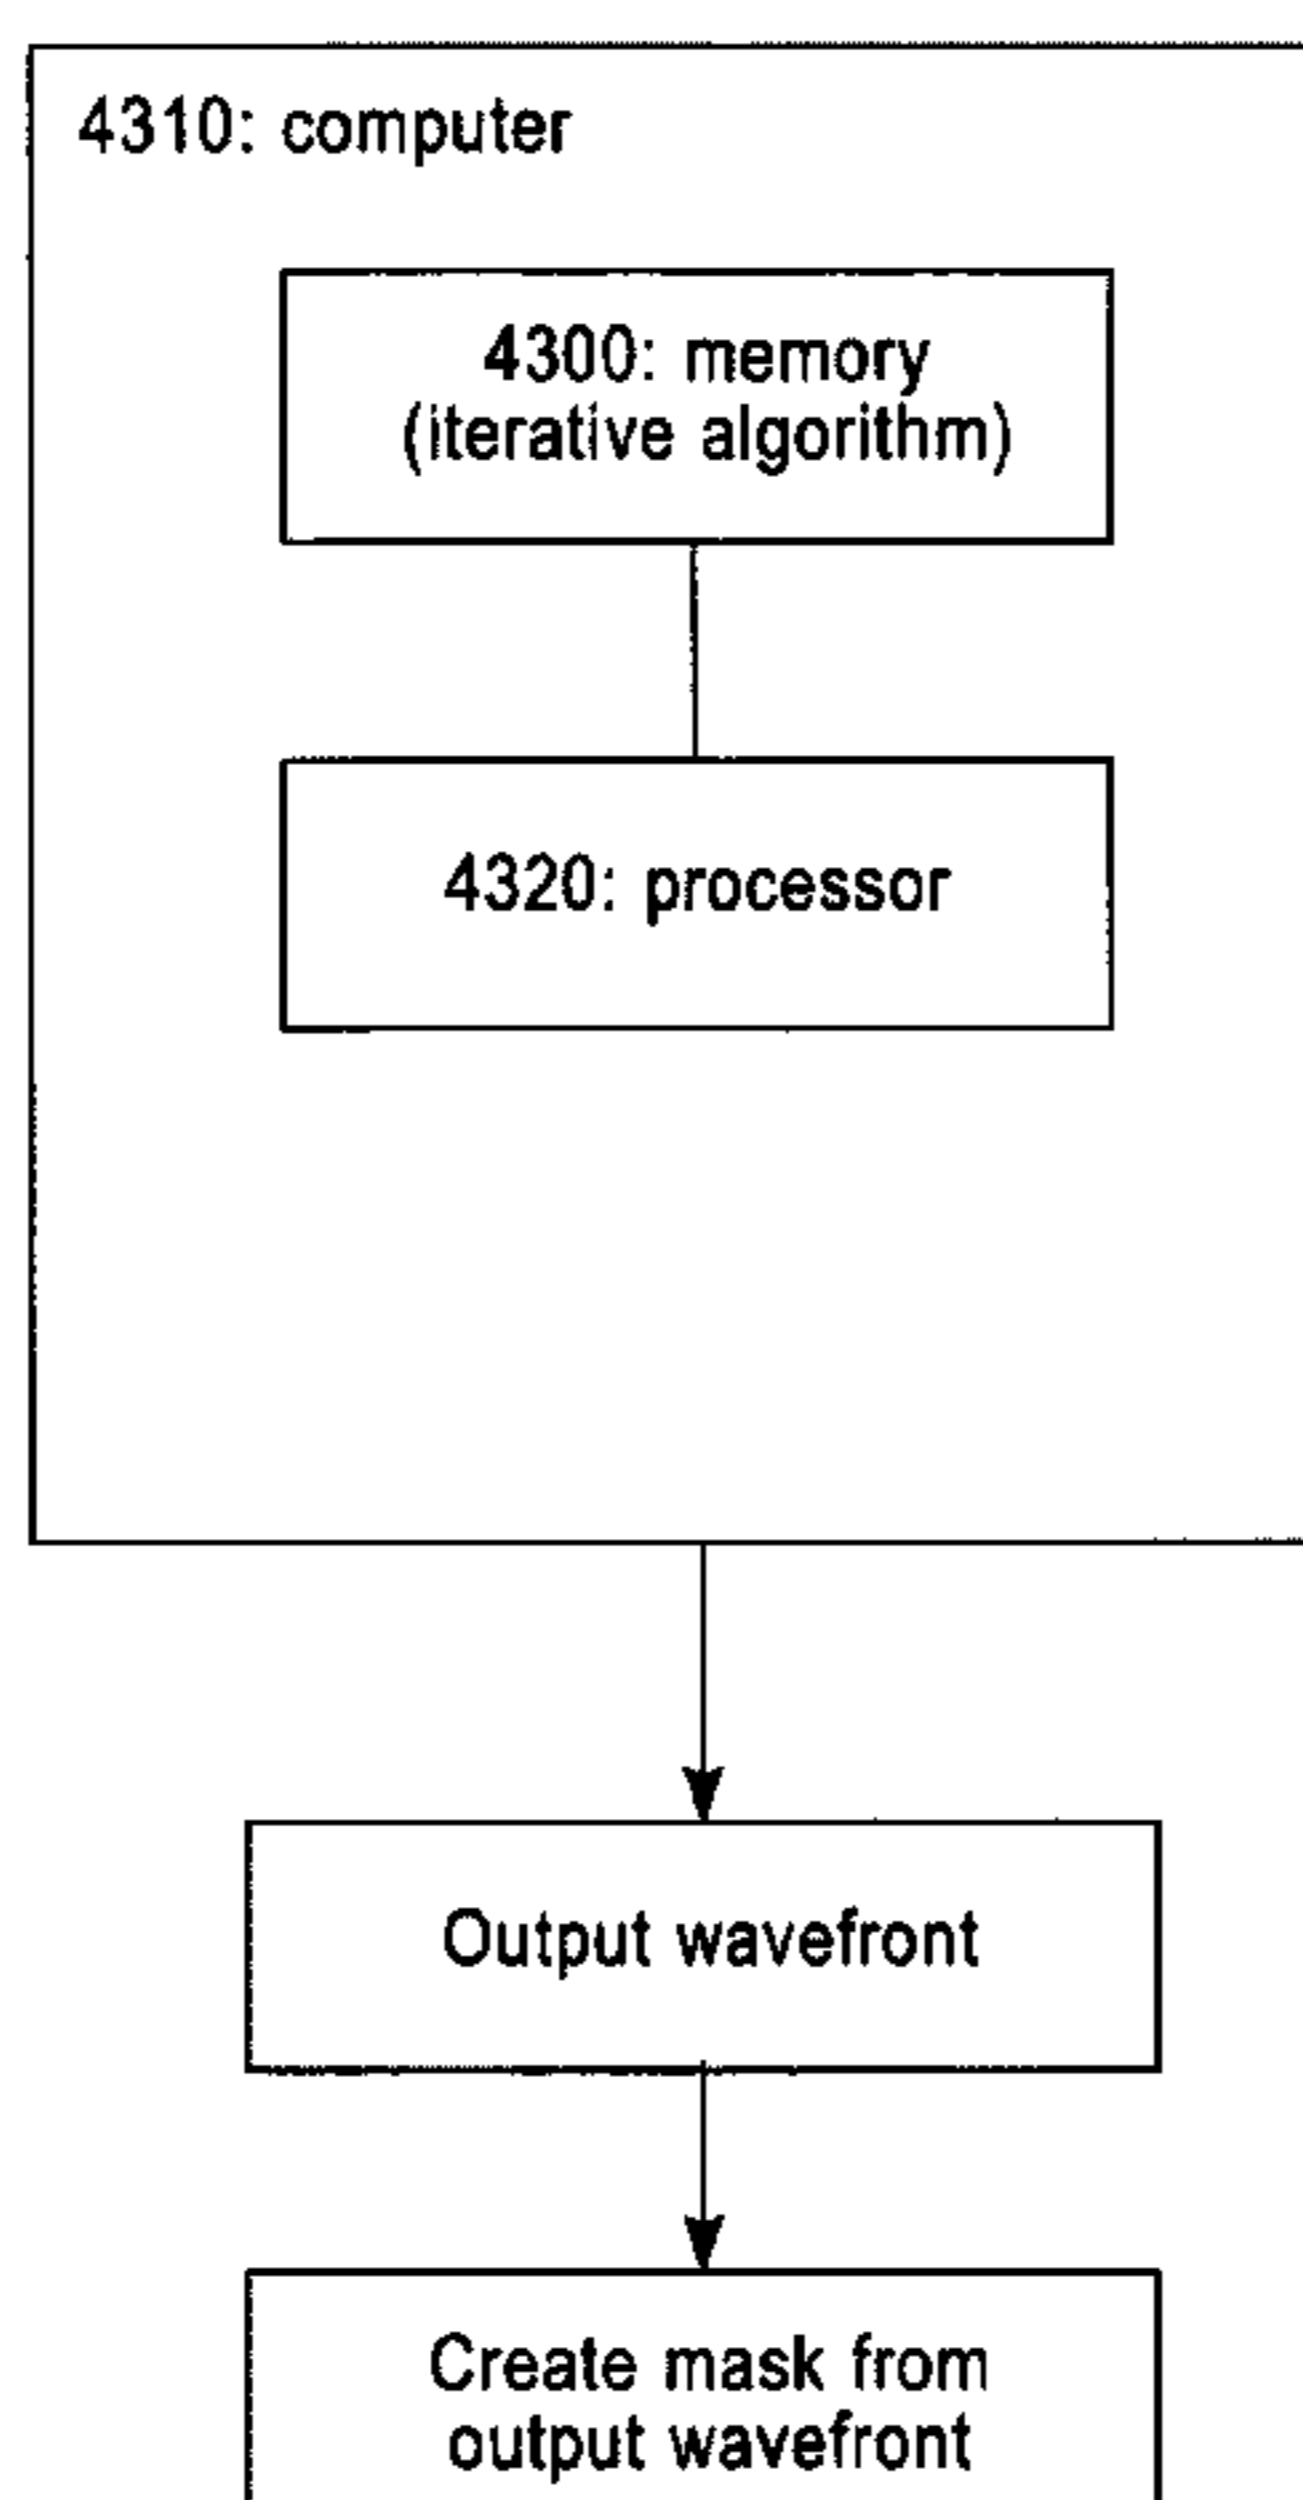 4310: computer
4300: memory
(iterative algorithm)
4320: processor
Output wavefront
Create mask from
output wavefront